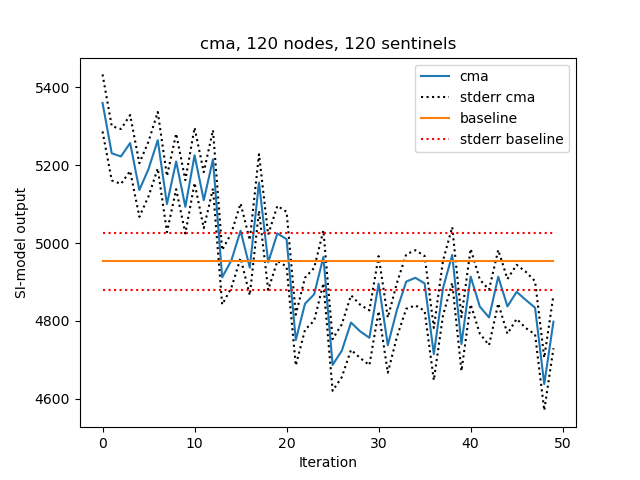 cma, 120 nodes, 120 sentinels
cma
stderr cma
baseline
stderr baseline
SI-model output
5400
5200
5000
4800
4600
0 10 20 30 40 50
Iteration